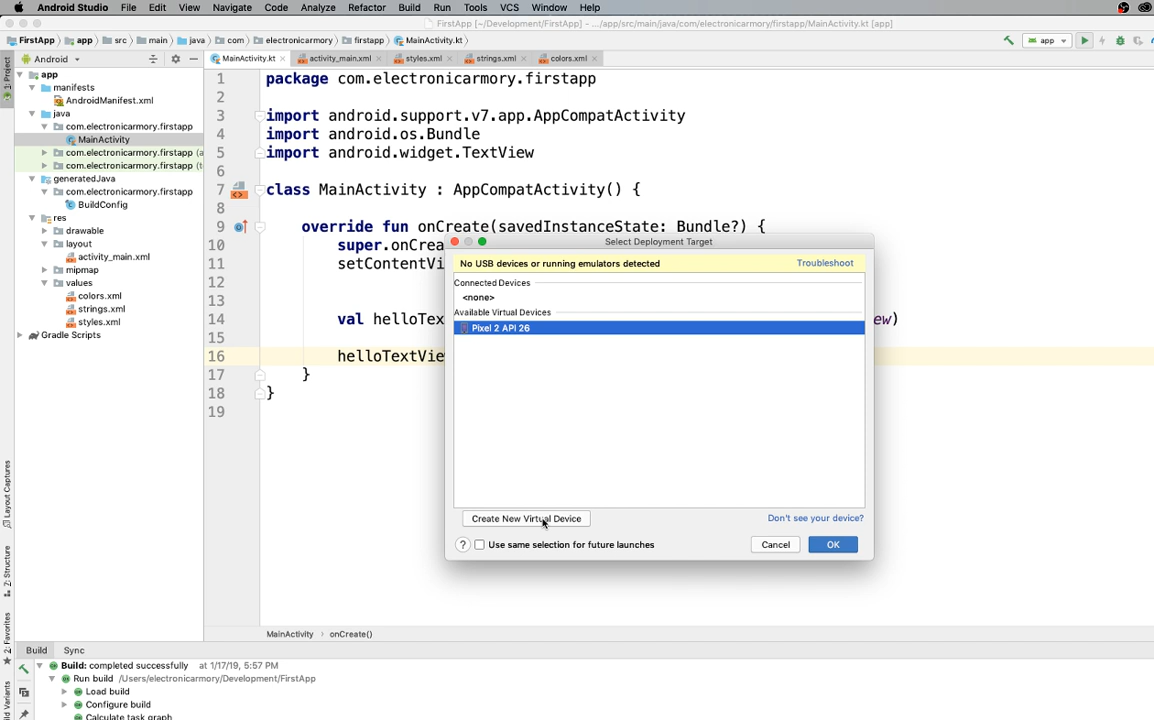 Android Studio File Edit View Navigate Code Analyze Refactor Build Run Tools VCS Window Help
FirstApp [~/Development/FirstApp] - .../app/src/main/java/com/electronicarmory/firstapp/MainActivity.kt [app]
FirstApp app src main java com electronicarmory firstapp MainActivity.kt app
1: Project
Android
MainActivity.kt activity_main.xml styles.xml strings.xml colors.xml
app
manifests
AndroidManifest.xml
java
com.electronicarmory.firstapp
MainActivity
com.electronicarmory.firstapp (a
com.electronicarmory.firstapp (t
generatedJava
com.electronicarmory.firstapp
BuildConfig
res
drawable
layout
activity_main.xml
mipmap
values
colors.xml
strings.xml
styles.xml
Gradle Scripts
1 package com.electronicarmory.firstapp
2
3 import android.support.v7.app.AppCompatActivity
4 import android.os.Bundle
5 import android.widget.TextView
6
7 class MainActivity : AppCompatActivity() {
8
9 override fun onCreate(savedInstanceState: Bundle?) {
10 super.onCrea
11 setContentVi
12
13
14 val helloTex ew)
15
16 helloTextVie
17 }
18 }
19
Select Deployment Target
No USB devices or running emulators detected Troubleshoot
Connected Devices
<none>
Available Virtual Devices
Pixel 2 API 26
Create New Virtual Device Don't see your device?
? Use same selection for future launches Cancel OK
Layout Captures
7: Structure
2: Favorites
Build Variants
MainActivity › onCreate()
Build Sync
Build: completed successfully at 1/17/19, 5:57 PM
Run build /Users/electronicarmory/Development/FirstApp
Load build
Configure build
Calculate task graph